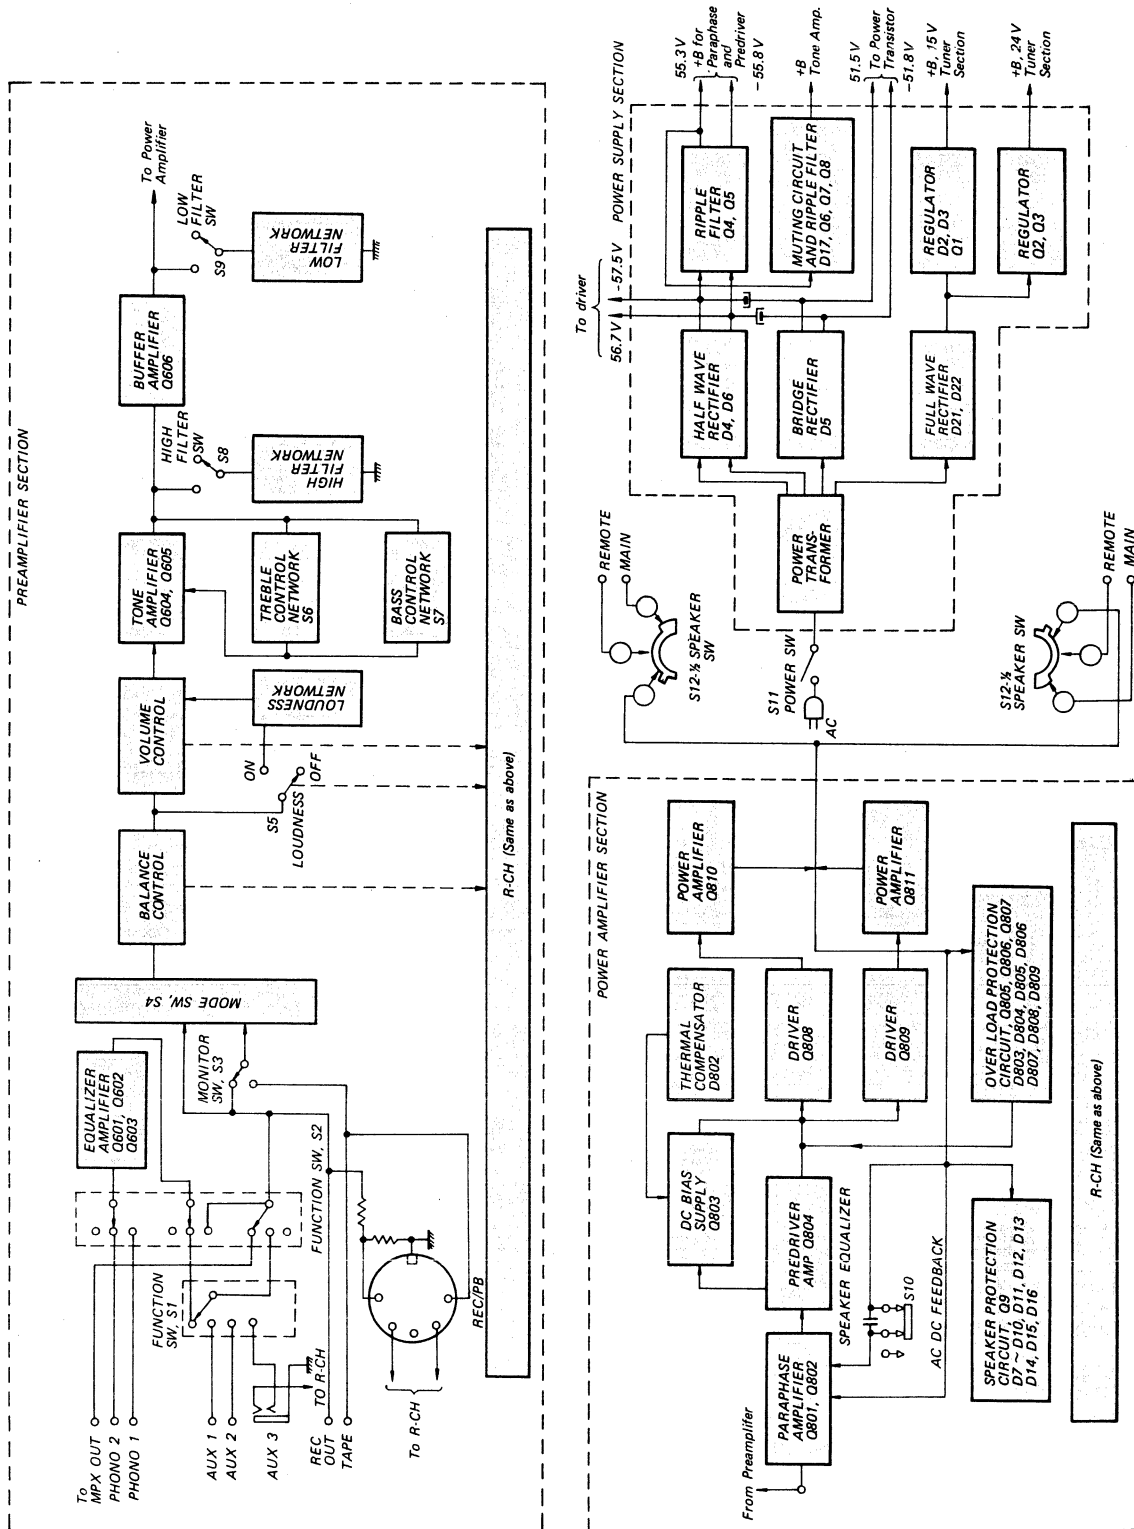 PREAMPLIFIER SECTION
To
MPX OUT
PHONO 2
PHONO 1
AUX 1
AUX 2
AUX 3
REC
OUT
TAPE
TO R-CH
To R-CH
REC/PB
FUNCTION
SW, S1
FUNCTION SW, S2
EQUALIZER
AMPLIFIER
Q601, Q602
Q603
MONITOR
SW, S3
MODE SW, S4
BALANCE
CONTROL
S5
LOUDNESS
ON
OFF
VOLUME
CONTROL
LOUDNESS
NETWORK
TONE
AMPLIFIER
Q604, Q605
TREBLE
CONTROL
NETWORK
S6
BASS
CONTROL
NETWORK
S7
HIGH
FILTER
SW
S8
HIGH
FILTER
NETWORK
BUFFER
AMPLIFIER
Q606
LOW
FILTER
SW
S9
LOW
FILTER
NETWORK
To Power
Amplifier
R-CH (Same as above)
POWER AMPLIFIER SECTION
From Preamplifer
PARAPHASE
AMPLIFIER
Q801, Q802
SPEAKER EQUALIZER
S10
AC DC FEEDBACK
PREDRIVER
AMP Q804
DC BIAS
SUPPLY
Q803
THERMAL
COMPENSATOR
D802
DRIVER
Q808
DRIVER
Q809
POWER
AMPLIFIER
Q810
POWER
AMPLIFIER
Q811
OVER LOAD PROTECTION
CIRCUIT, Q805, Q806, Q807
D803, D804, D805, D806
D807, D808, D809
SPEAKER PROTECTION
CIRCUIT, Q9
D7 ~ D10, D11, D12, D13
D14, D15, D16
R-CH (Same as above)
S12-½ SPEAKER
SW
REMOTE
MAIN
S12-½
SPEAKER SW
REMOTE
MAIN
AC
S11
POWER SW
POWER SUPPLY SECTION
POWER
TRANS-
FORMER
HALF WAVE
RECTIFIER
D4, D6
BRIDGE
RECTIFIER
D5
FULL WAVE
RECTIFIER
D21, D22
To driver
56.7V
-57.5V
RIPPLE
FILTER
Q4, Q5
MUTING CIRCUIT
AND RIPPLE FILTER
D17, Q6, Q7, Q8
REGULATOR
D2, D3
Q1
REGULATOR
Q2, Q3
55.3V
+B for
Paraphase
and
Predriver
-55.8V
+B
Tone Amp.
51.5V
To Power
Transistor
-51.8V
+B, 15V
Tuner
Section
+B, 24V
Tuner
Section